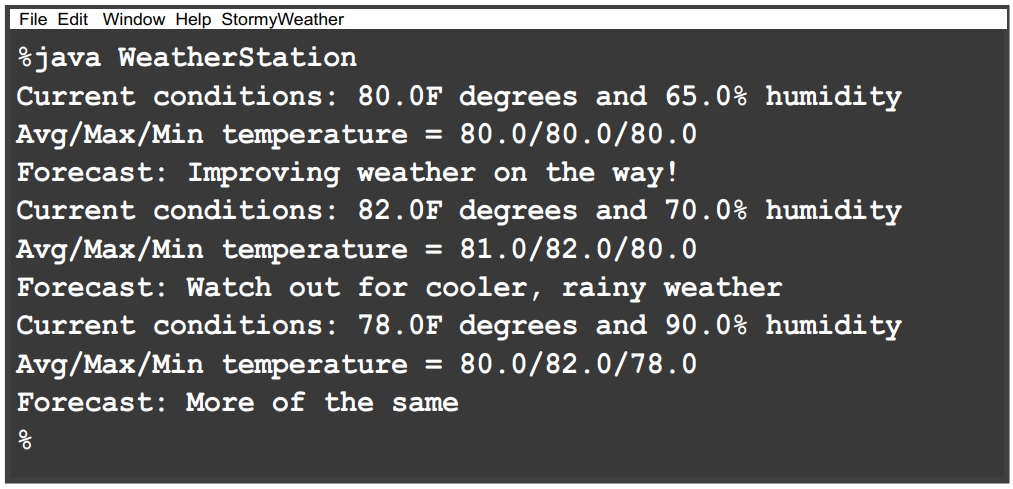 File Edit Window Help StormyWeather
%java WeatherStation
Current conditions: 80.0F degrees and 65.0% humidity
Avg/Max/Min temperature = 80.0/80.0/80.0
Forecast: Improving weather on the way!
Current conditions: 82.0F degrees and 70.0% humidity
Avg/Max/Min temperature = 81.0/82.0/80.0
Forecast: Watch out for cooler, rainy weather
Current conditions: 78.0F degrees and 90.0% humidity
Avg/Max/Min temperature = 80.0/82.0/78.0
Forecast: More of the same
%